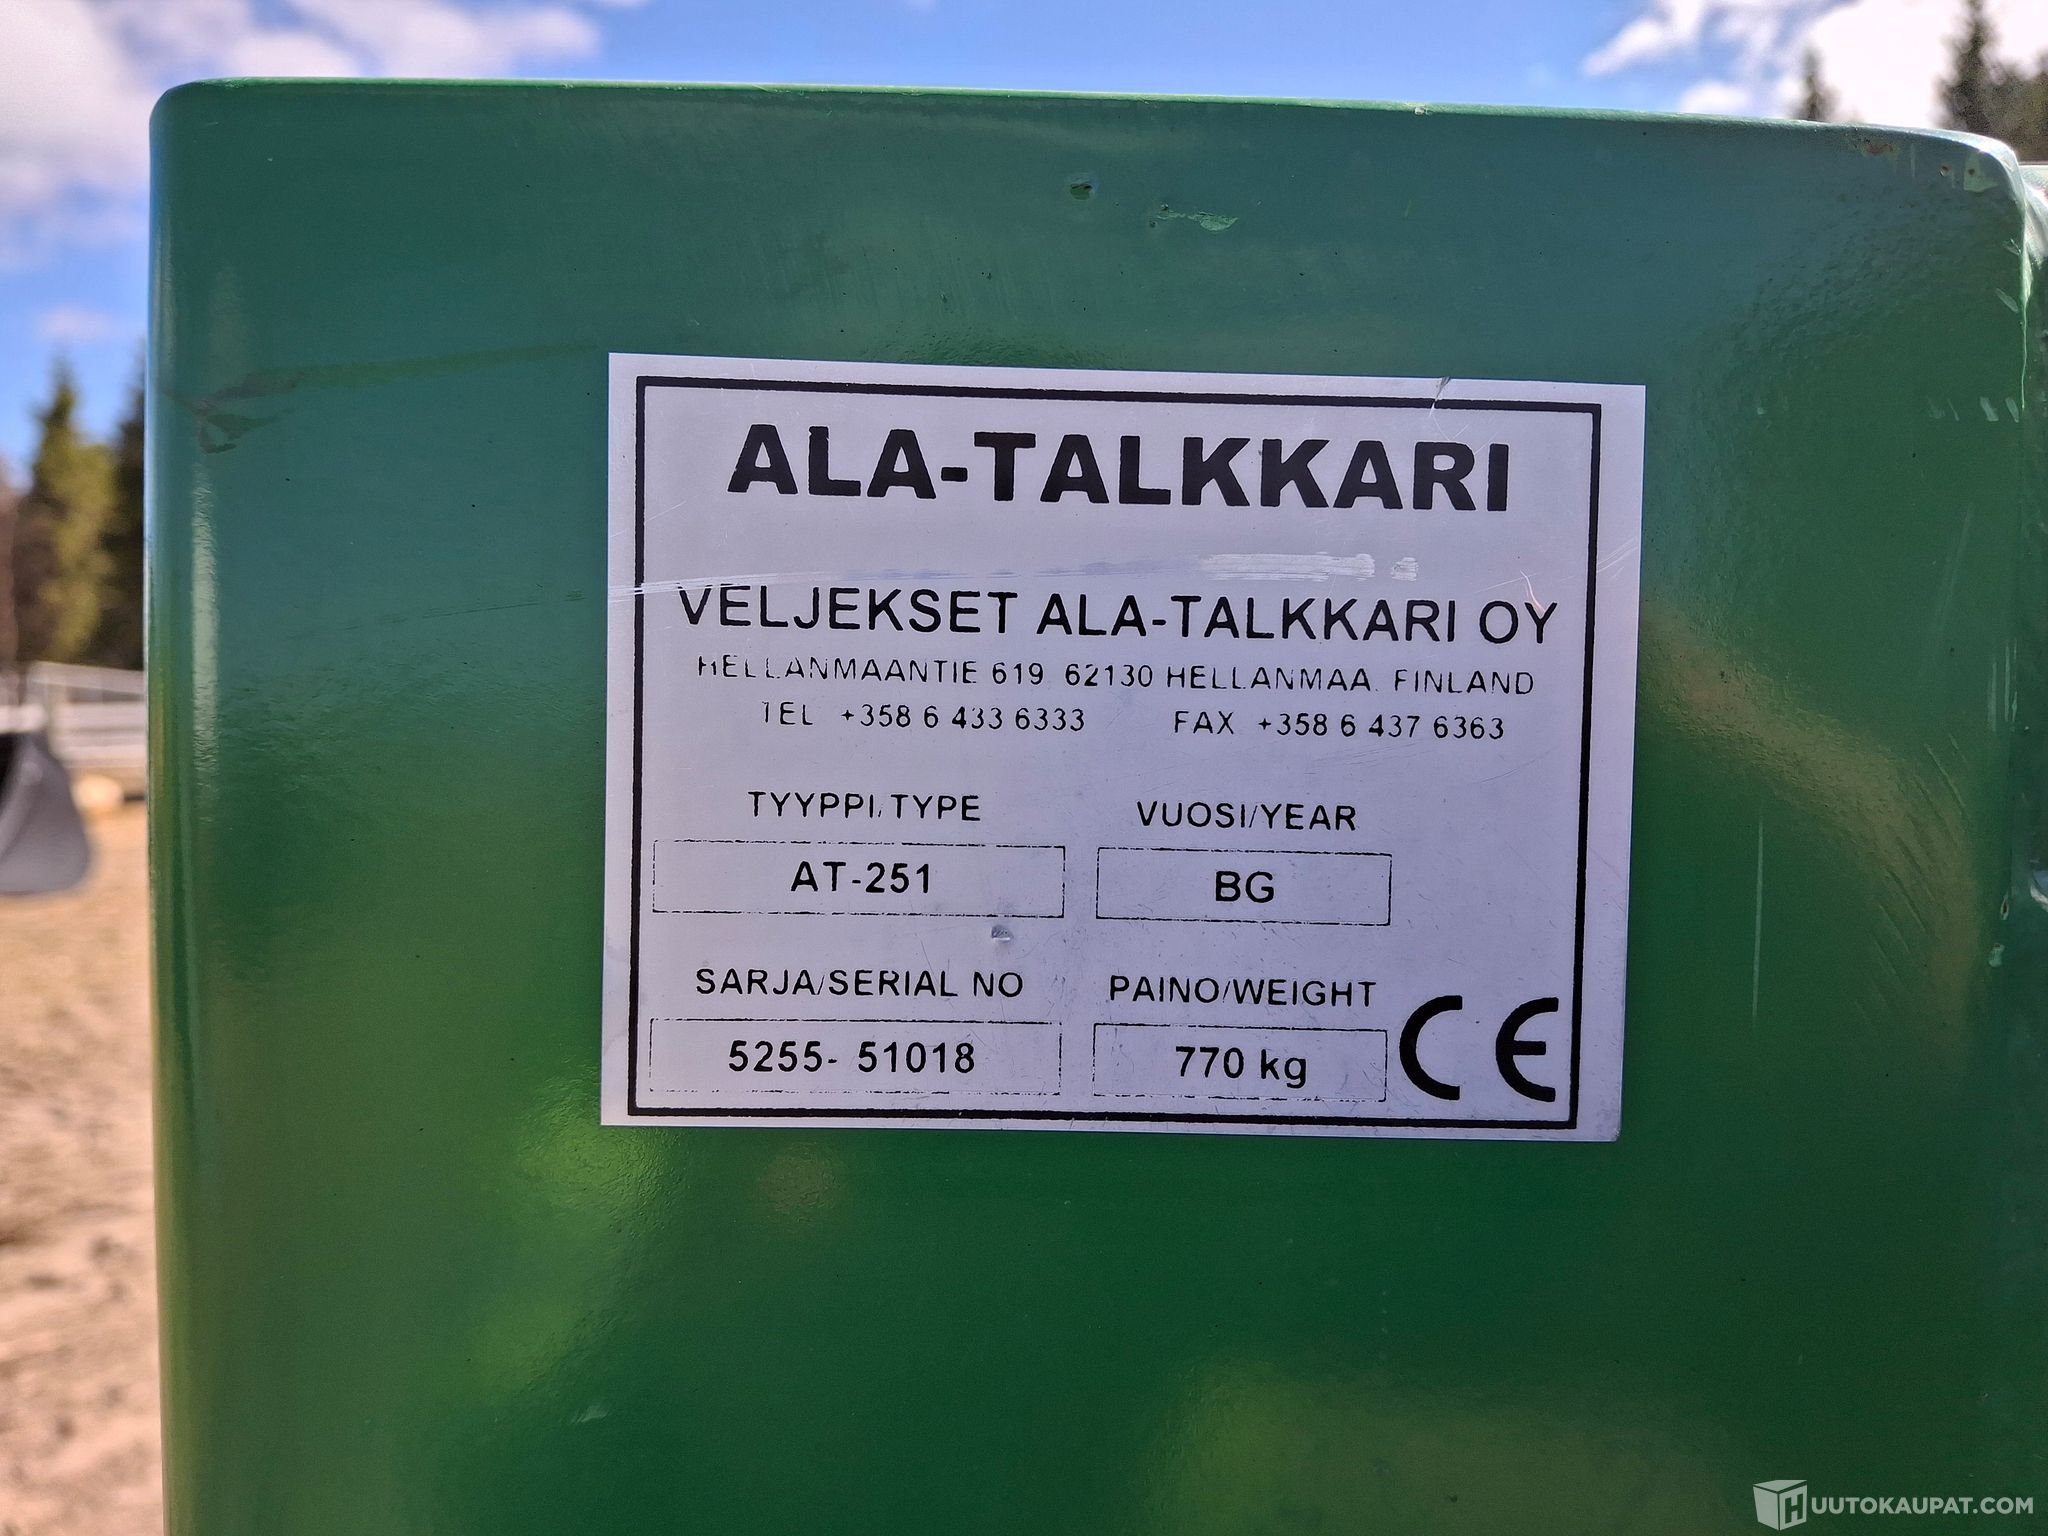 ALA-TALKKARI
VELJEKSET ALA-TALKKARI OY
HELLANMAANTIE 619 62130 HELLANMAA. FINLAND
TEL +358 6 433 6333 FAX +358 6 437 6363
TYYPPI/TYPE VUOSI/YEAR
AT-251 BG
SARJA/SERIAL NO PAINO/WEIGHT
5255- 51018 770 kg CE
HUUTOKAUPAT.COM